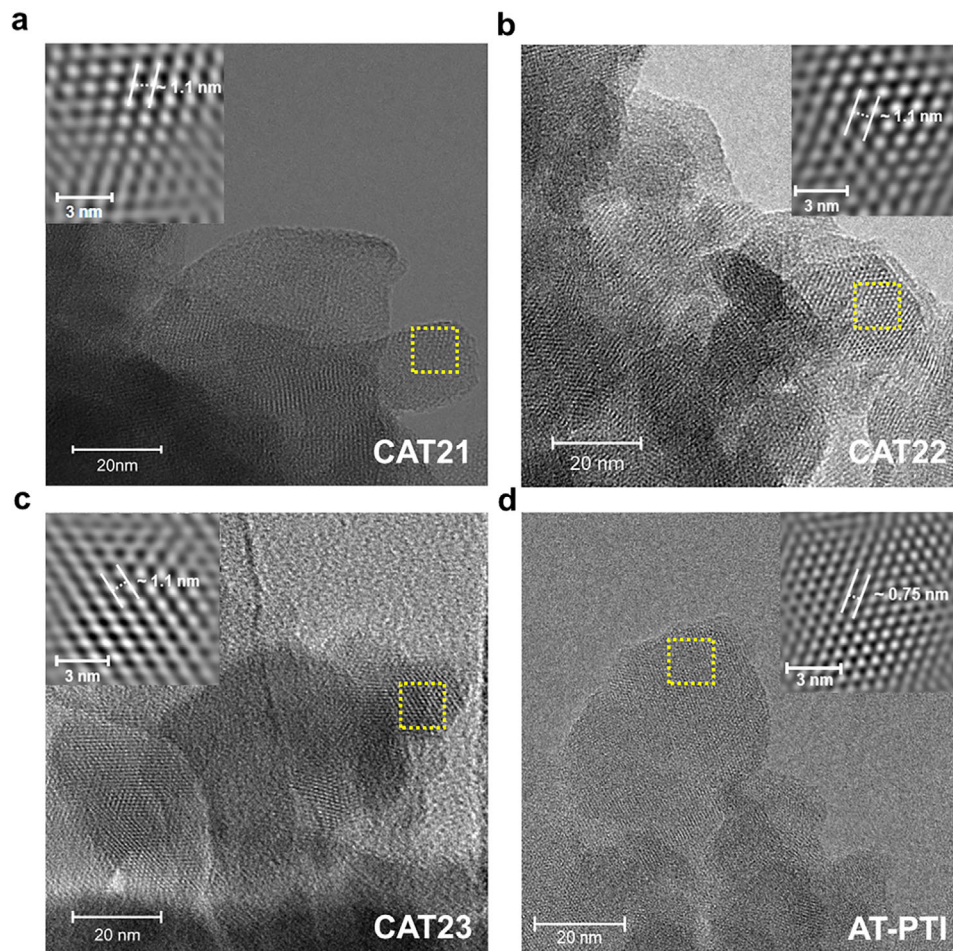 a
~ 1.1 nm
3 nm
20nm
CAT21
b
~ 1.1 nm
3 nm
20 nm
CAT22
c
~ 1.1 nm
3 nm
20 nm
CAT23
d
~ 0.75 nm
3 nm
20 nm
AT-PTI